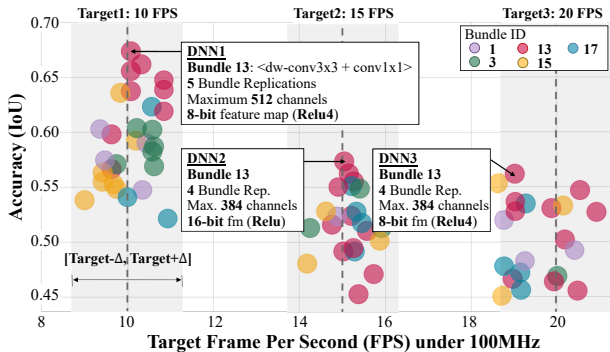 Target1: 10 FPS
Target2: 15 FPS
Target3: 20 FPS
Bundle ID
1
13
17
3
15
DNN1
Bundle 13: <dw-conv3x3 + conv1x1>
5 Bundle Replications
Maximum 512 channels
8-bit feature map (Relu4)
DNN2
Bundle 13
4 Bundle Rep.
Max. 384 channels
16-bit fm (Relu)
DNN3
Bundle 13
4 Bundle Rep.
Max. 384 channels
8-bit fm (Relu4)
[Target-Δ, Target+Δ]
Accuracy (IoU)
0.70
0.65
0.60
0.55
0.50
0.45
8
10
12
14
16
18
20
Target Frame Per Second (FPS) under 100MHz